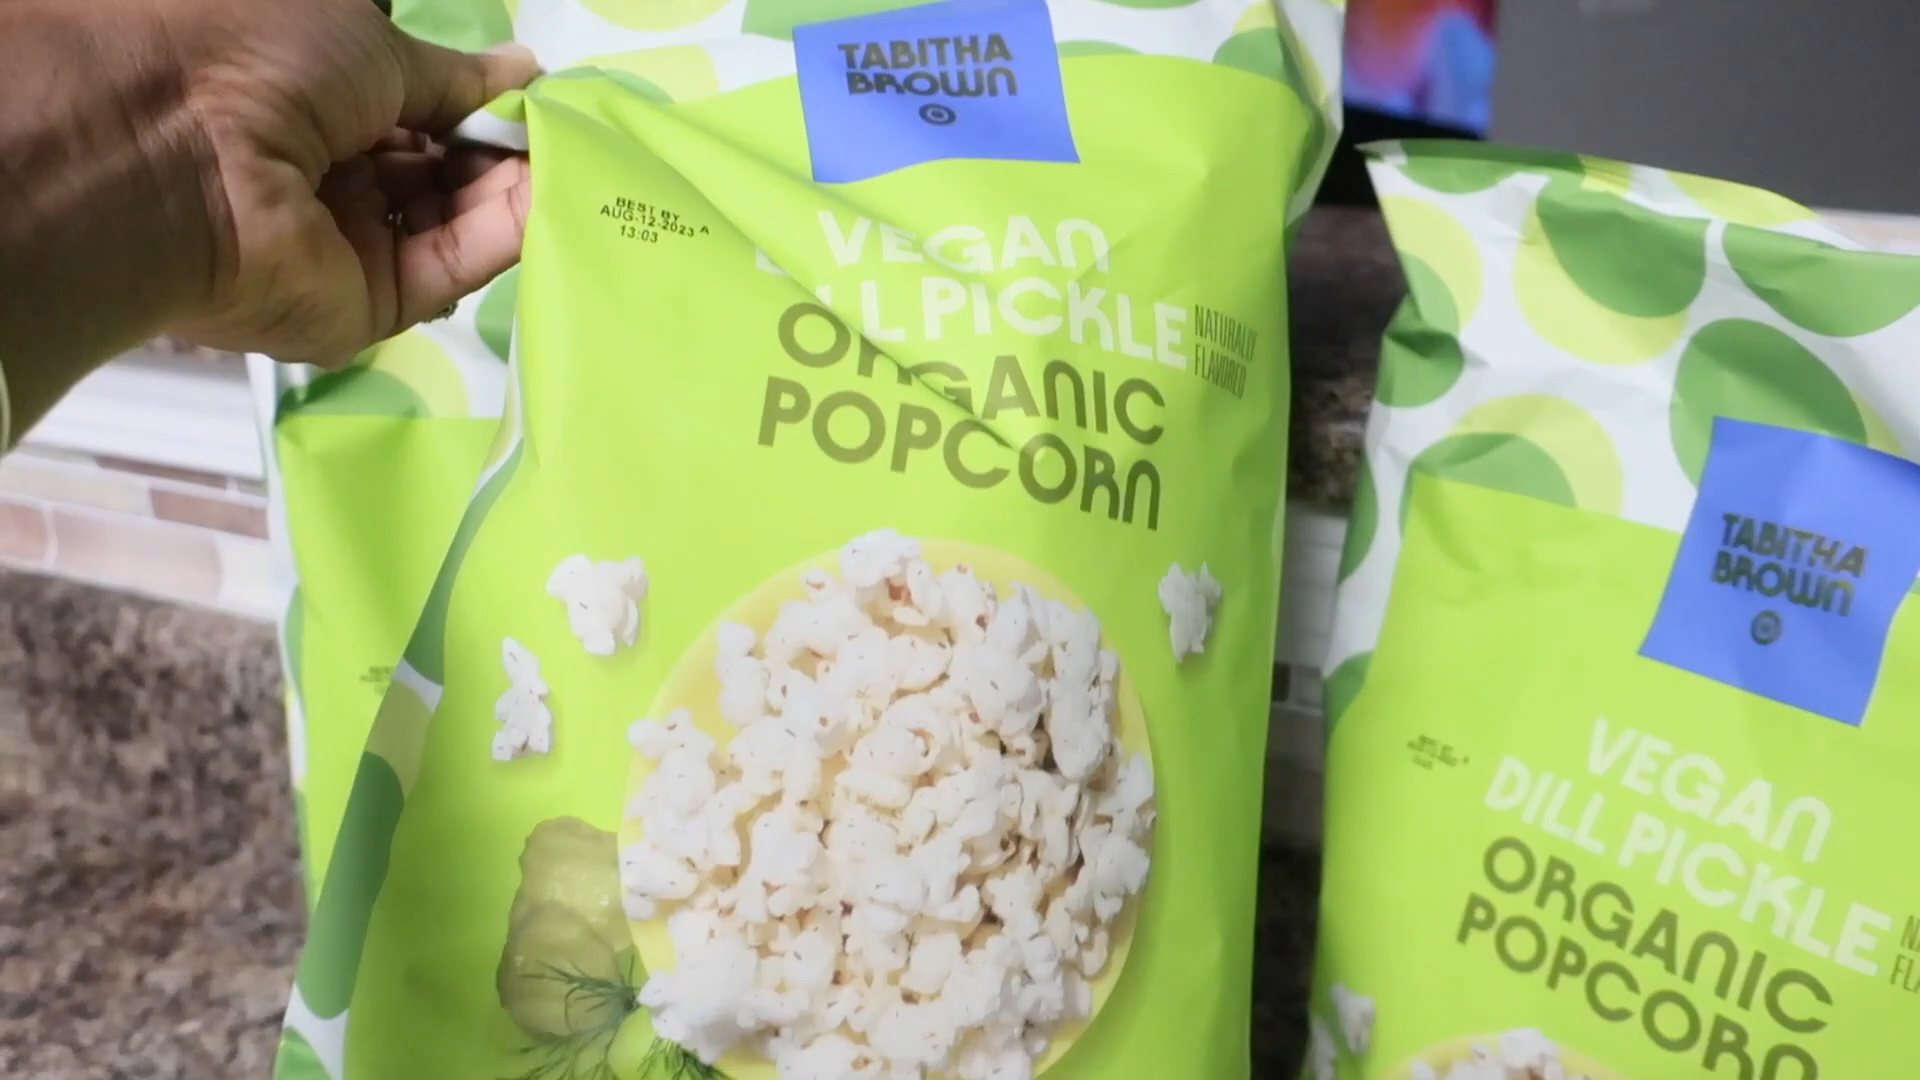 TABITHA
BROWN
BEST BY
AUG-12-2023 A
13:03
VEGAN
LL PICKLE
NATURALLY
FLAVORED
ORGANIC
POPCORN
TABITHA
BROWN
VEGAN
DILL PICKLE
ORGANIC
POPCORN